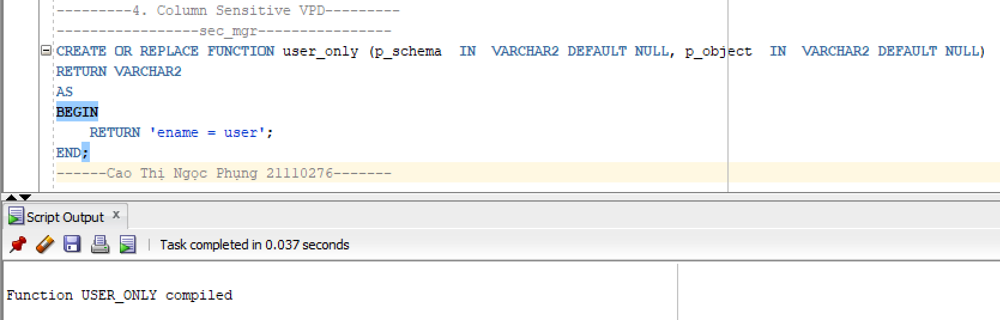 ---------4. Column Sensitive VPD---------
-----------------sec_mgr----------------
CREATE OR REPLACE FUNCTION user_only (p_schema  IN  VARCHAR2 DEFAULT NULL, p_object  IN  VARCHAR2 DEFAULT NULL)
RETURN VARCHAR2
AS
BEGIN
    RETURN 'ename = user';
END;
------Cao Thị Ngọc Phụng 21110276-------
Script Output x
Task completed in 0.037 seconds
Function USER_ONLY compiled